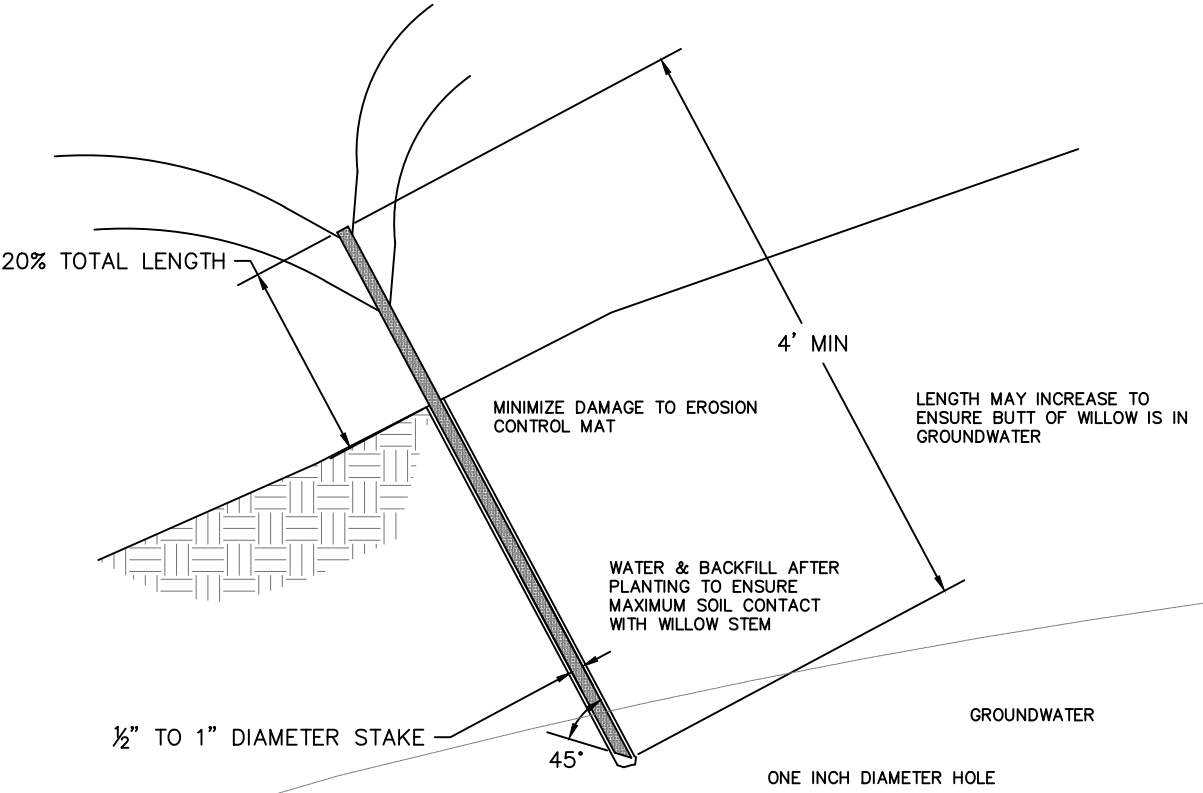 20% TOTAL LENGTH
4' MIN
MINIMIZE DAMAGE TO EROSION
CONTROL MAT
LENGTH MAY INCREASE TO
ENSURE BUTT OF WILLOW IS IN
GROUNDWATER
WATER & BACKFILL AFTER
PLANTING TO ENSURE
MAXIMUM SOIL CONTACT
WITH WILLOW STEM
½" TO 1" DIAMETER STAKE
45°
GROUNDWATER
ONE INCH DIAMETER HOLE